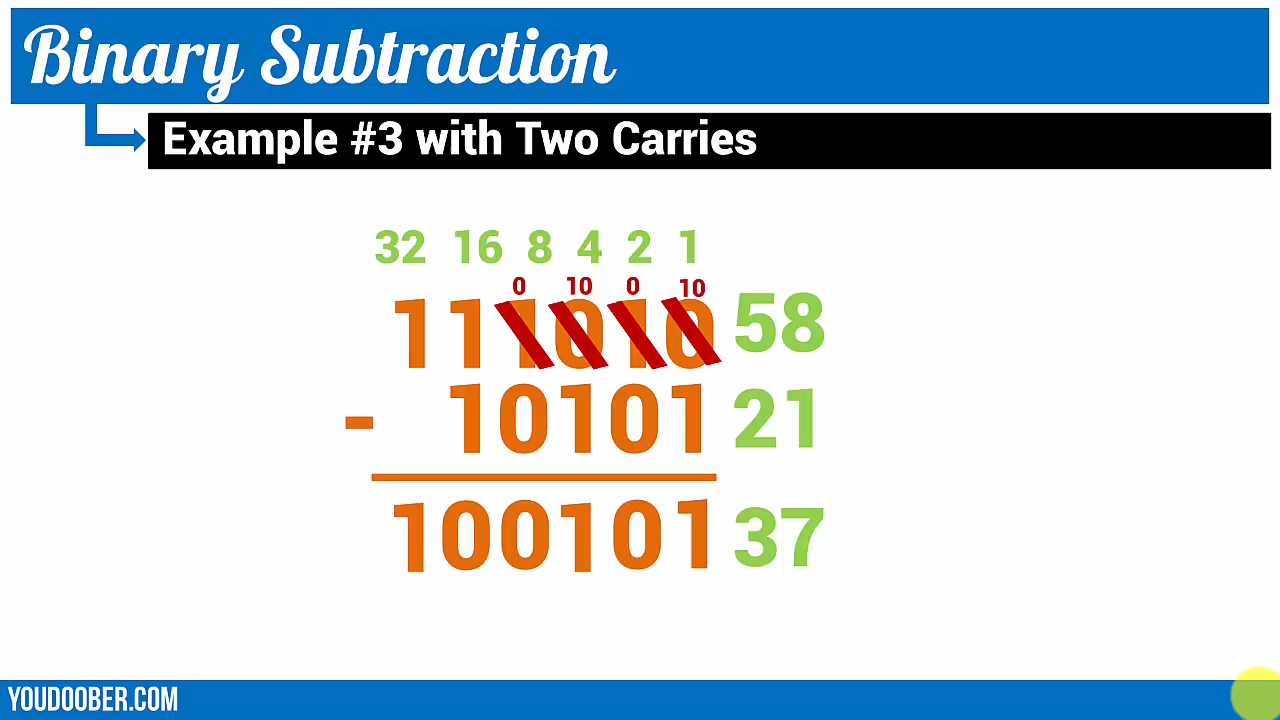 Binary Subtraction
Example #3 with Two Carries
32 16 8 4 2 1
0 10 0 10
111010 58
- 10101 21
100101 37
YOUDOOBER.COM